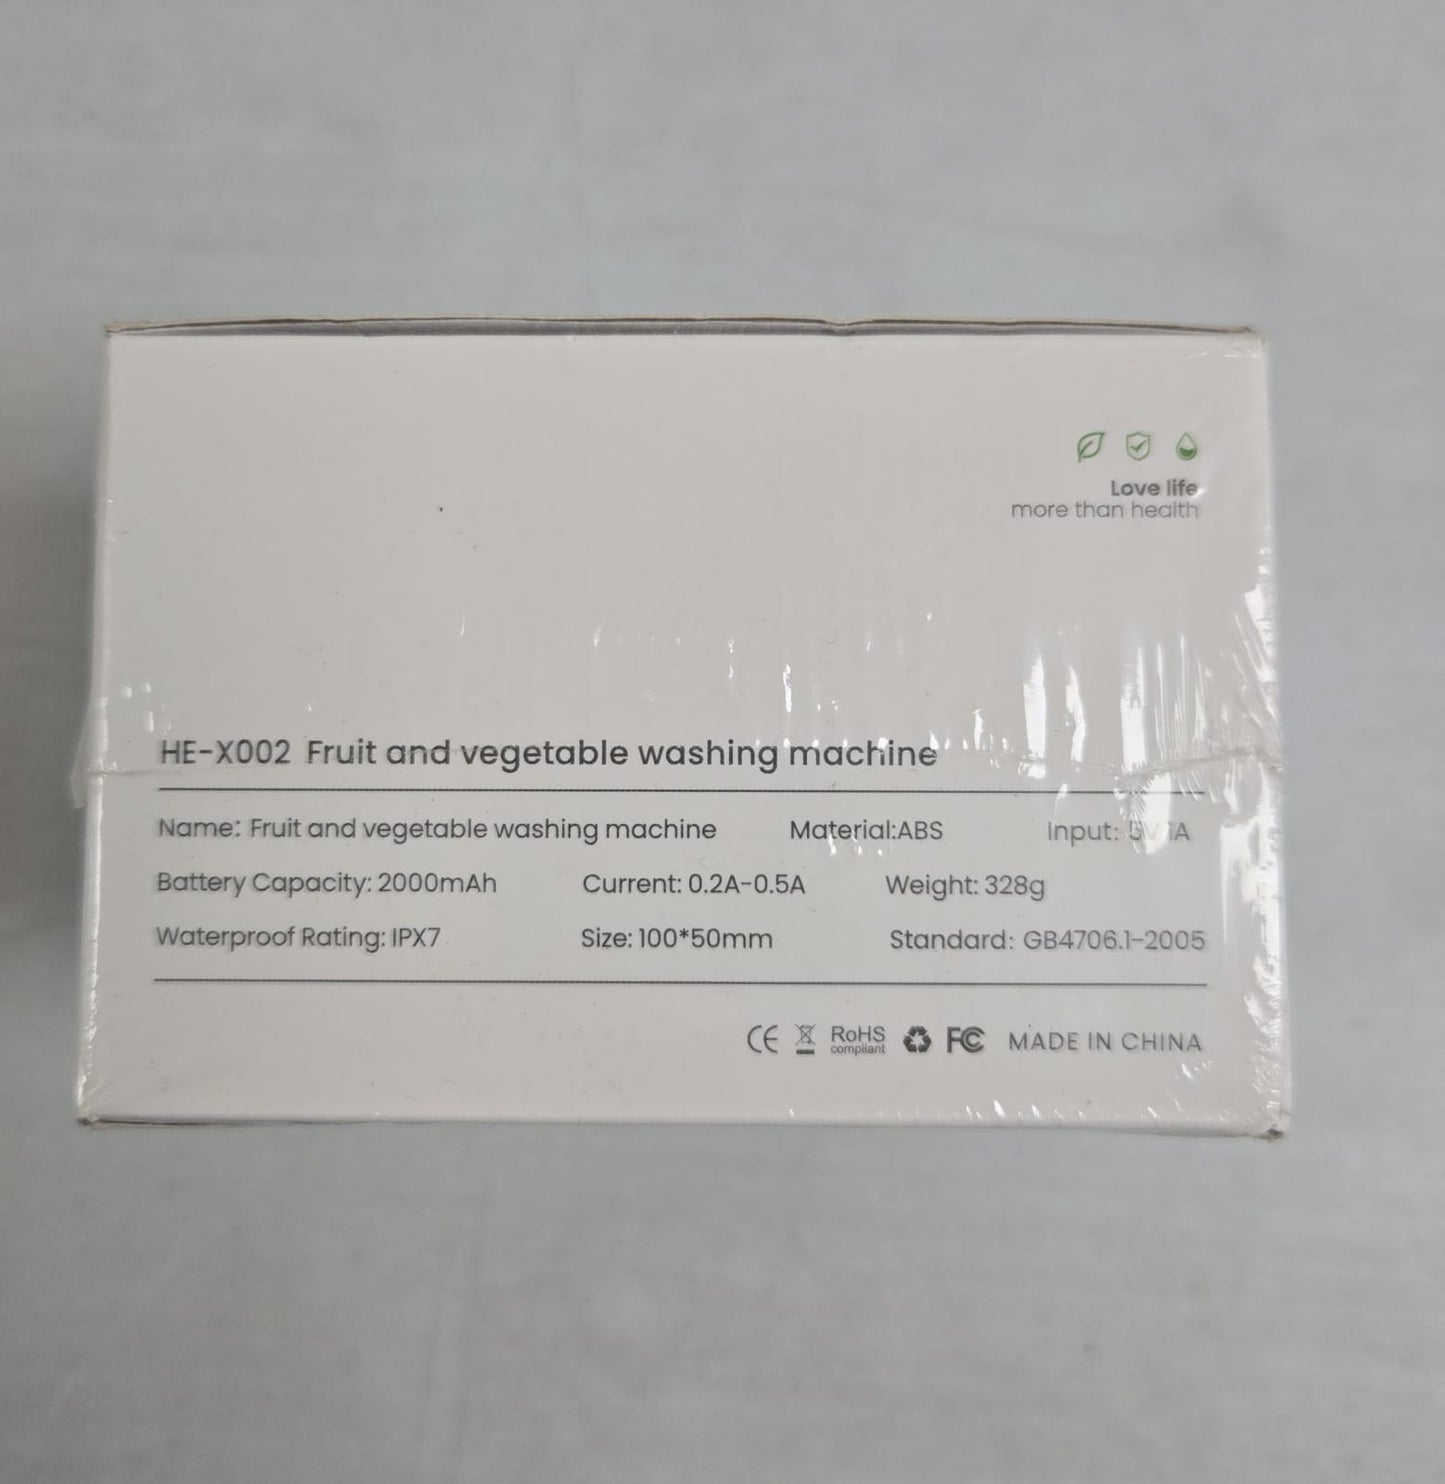 Love life
more than health
HE-X002 Fruit and vegetable washing machine
Name: Fruit and vegetable washing machine Material:ABS Input:
Battery Capacity: 2000mAh Current: 0.2A-0.5A Weight: 328g
Waterproof Rating: IPX7 Size: 100*50mm Standard: GB4706.1-2005
CE RoHS compliant FC MADE IN CHINA